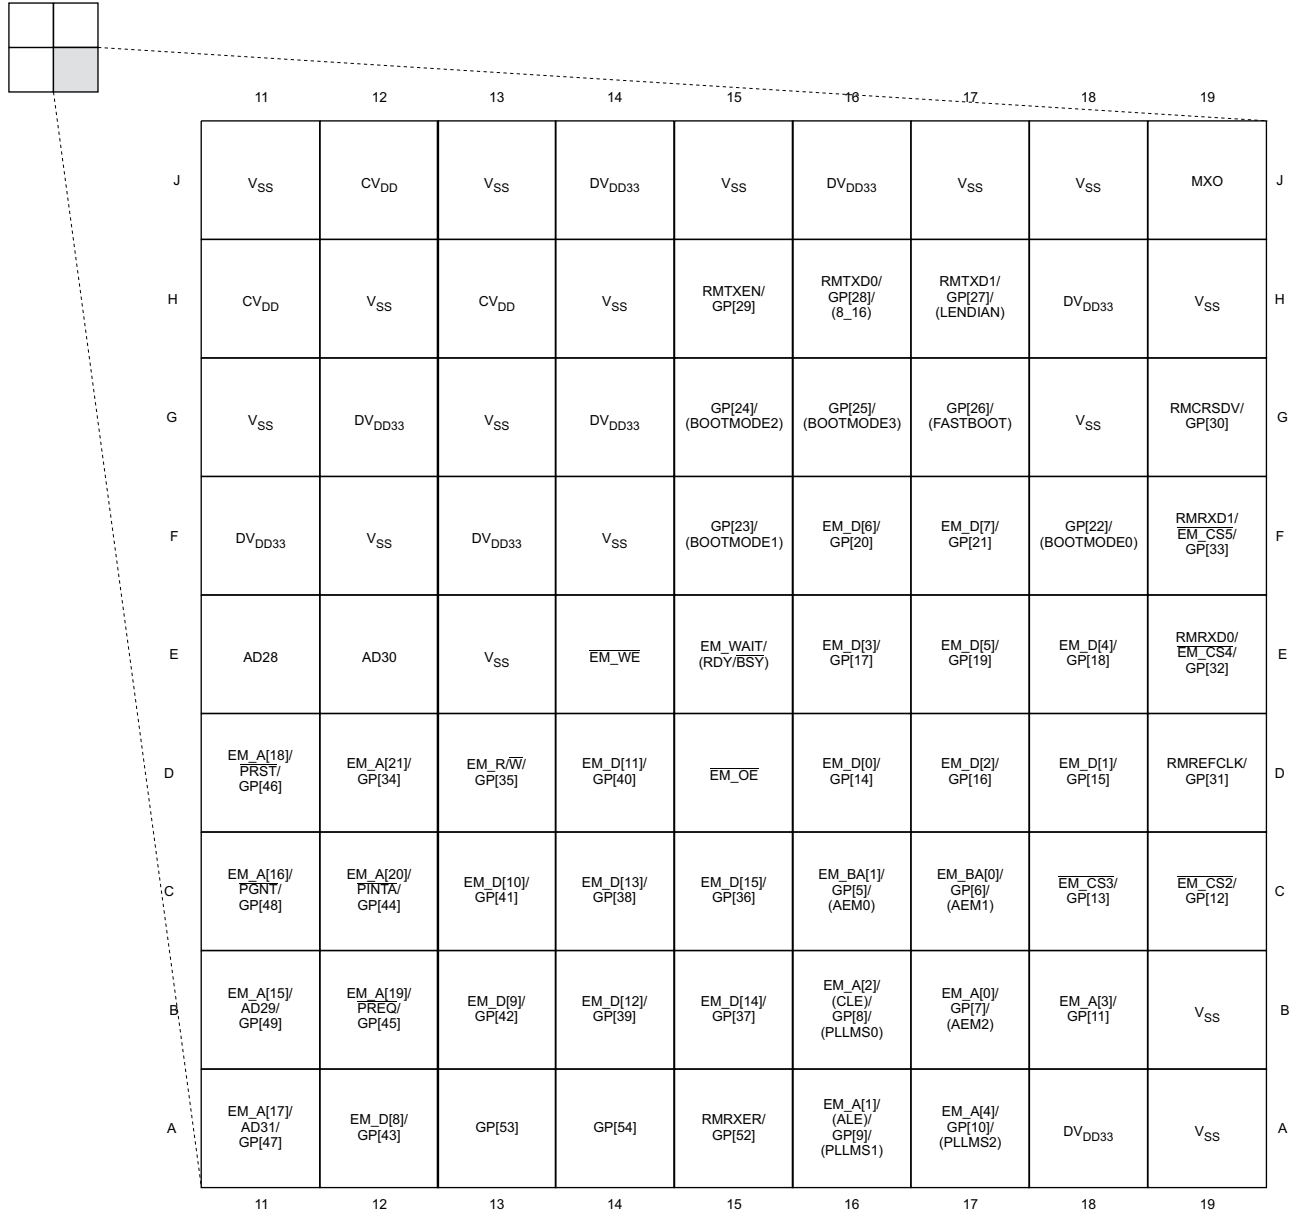 11 12 13 14 15 16 17 18 19
J VSS CVDD VSS DVDD33 VSS DVDD33 VSS VSS MXO J
H CVDD VSS CVDD VSS RMTXEN/ GP[29] RMTXD0/ GP[28]/ (8_16) RMTXD1/ GP[27]/ (LENDIAN) DVDD33 VSS H
G VSS DVDD33 VSS DVDD33 GP[24]/ (BOOTMODE2) GP[25]/ (BOOTMODE3) GP[26]/ (FASTBOOT) VSS RMCRSDV/ GP[30] G
F DVDD33 VSS DVDD33 VSS GP[23]/ (BOOTMODE1) EM_D[6]/ GP[20] EM_D[7]/ GP[21] GP[22]/ (BOOTMODE0) RMRXD1/ EM_CS5/ GP[33] F
E AD28 AD30 VSS EM_WE EM_WAIT/ (RDY/BSY) EM_D[3]/ GP[17] EM_D[5]/ GP[19] EM_D[4]/ GP[18] RMRXD0/ EM_CS4/ GP[32] E
D EM_A[18]/ PRST/ GP[46] EM_A[21]/ GP[34] EM_R/W/ GP[35] EM_D[11]/ GP[40] EM_OE EM_D[0]/ GP[14] EM_D[2]/ GP[16] EM_D[1]/ GP[15] RMREFCLK/ GP[31] D
C EM_A[16]/ PGNT/ GP[48] EM_A[20]/ PINTA/ GP[44] EM_D[10]/ GP[41] EM_D[13]/ GP[38] EM_D[15]/ GP[36] EM_BA[1]/ GP[5]/ (AEM0) EM_BA[0]/ GP[6]/ (AEM1) EM_CS3/ GP[13] EM_CS2/ GP[12] C
B EM_A[15]/ AD29/ GP[49] EM_A[19]/ PREQ/ GP[45] EM_D[9]/ GP[42] EM_D[12]/ GP[39] EM_D[14]/ GP[37] EM_A[2]/ (CLE)/ GP[8]/ (PLLMS0) EM_A[0]/ GP[7]/ (AEM2) EM_A[3]/ GP[11] VSS B
A EM_A[17]/ AD31/ GP[47] EM_D[8]/ GP[43] GP[53] GP[54] RMRXER/ GP[52] EM_A[1]/ (ALE)/ GP[9]/ (PLLMS1) EM_A[4]/ GP[10]/ (PLLMS2) DVDD33 VSS A
11 12 13 14 15 16 17 18 19